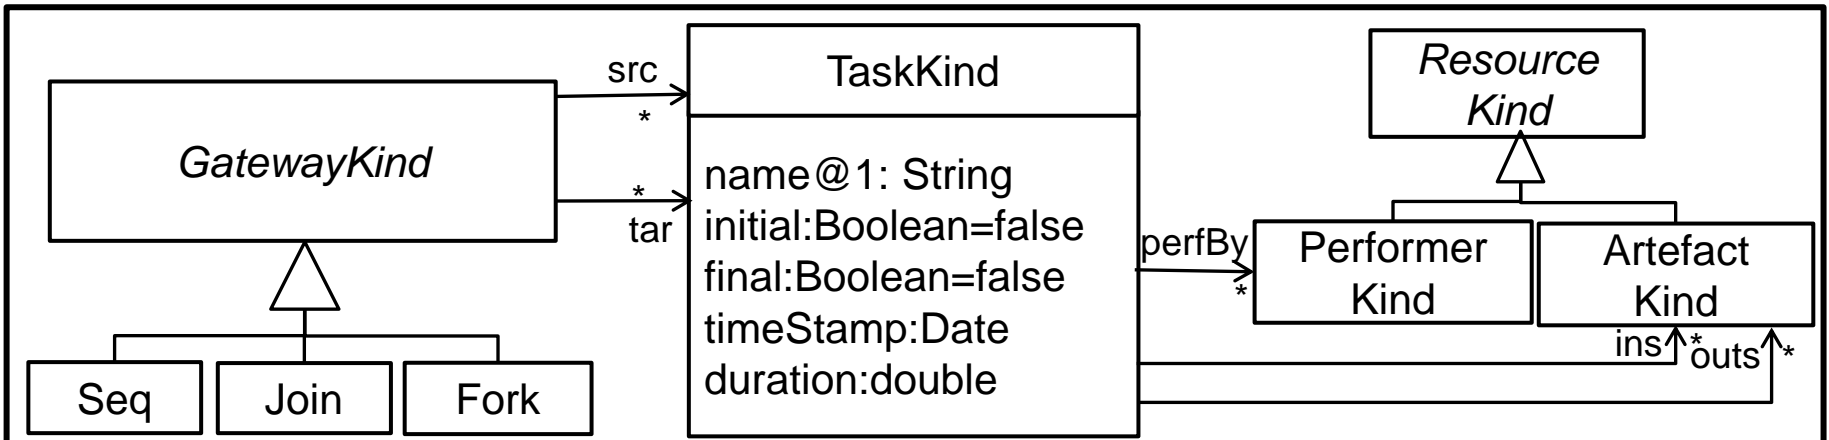 GatewayKind
Seq
Join
Fork
src
*
*
tar
TaskKind
name@1: String
initial:Boolean=false
final:Boolean=false
timeStamp:Date
duration:double
perfBy
*
Resource
Kind
Performer
Kind
Artefact
Kind
ins * outs *